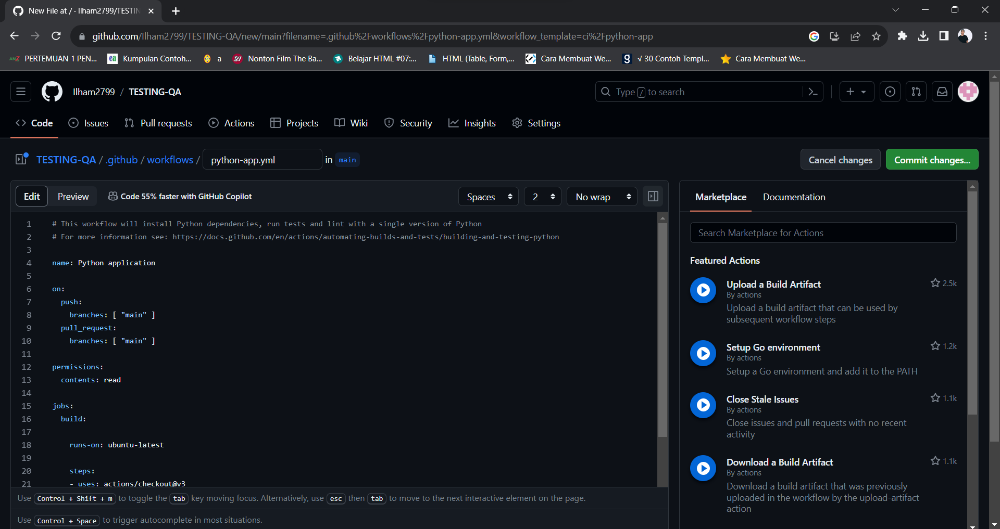 New File at / · Ilham2799/TESTIN
github.com/Ilham2799/TESTING-QA/new/main?filename=.github%2Fworkflows%2Fpython-app.yml&workflow_template=ci%2Fpython-app
PERTEMUAN 1 PEN... Kumpulan Contoh... a Nonton Film The Ba... Belajar HTML #07:... HTML (Table, Form,... Cara Membuat We... √ 30 Contoh Templ... Cara Membuat We...
Ilham2799 / TESTING-QA
Type / to search
Code Issues Pull requests Actions Projects Wiki Security Insights Settings
TESTING-QA / .github / workflows / python-app.yml in main
Cancel changes Commit changes...
Edit Preview Code 55% faster with GitHub Copilot Spaces 2 No wrap
1 # This workflow will install Python dependencies, run tests and lint with a single version of Python
2 # For more information see: https://docs.github.com/en/actions/automating-builds-and-tests/building-and-testing-python
3
4 name: Python application
5
6 on:
7 push:
8 branches: [ "main" ]
9 pull_request:
10 branches: [ "main" ]
11
12 permissions:
13 contents: read
14
15 jobs:
16 build:
17
18 runs-on: ubuntu-latest
19
20 steps:
21 - uses: actions/checkout@v3
Use Control + Shift + m to toggle the tab key moving focus. Alternatively, use esc then tab to move to the next interactive element on the page.
Use Control + Space to trigger autocomplete in most situations.
Marketplace Documentation
Search Marketplace for Actions
Featured Actions
Upload a Build Artifact 2.5k
By actions
Upload a build artifact that can be used by
subsequent workflow steps
Setup Go environment 1.2k
By actions
Setup a Go environment and add it to the PATH
Close Stale Issues 1.1k
By actions
Close issues and pull requests with no recent
activity
Download a Build Artifact 1.1k
By actions
Download a build artifact that was previously
uploaded in the workflow by the upload-artifact
action